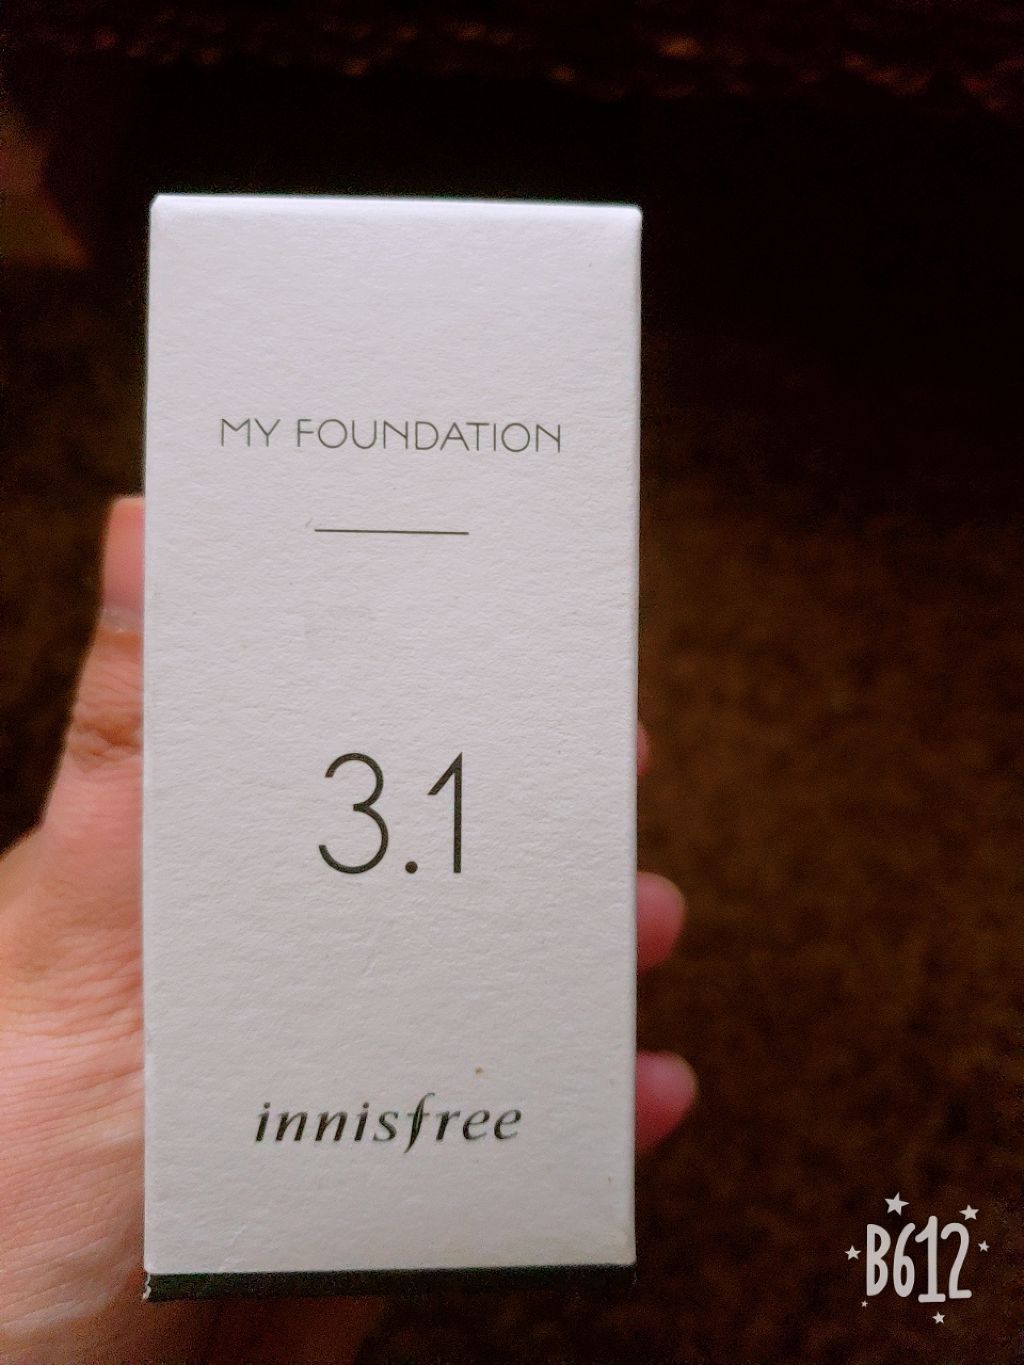 MY FOUNDATION
3.1
innisfree
B612